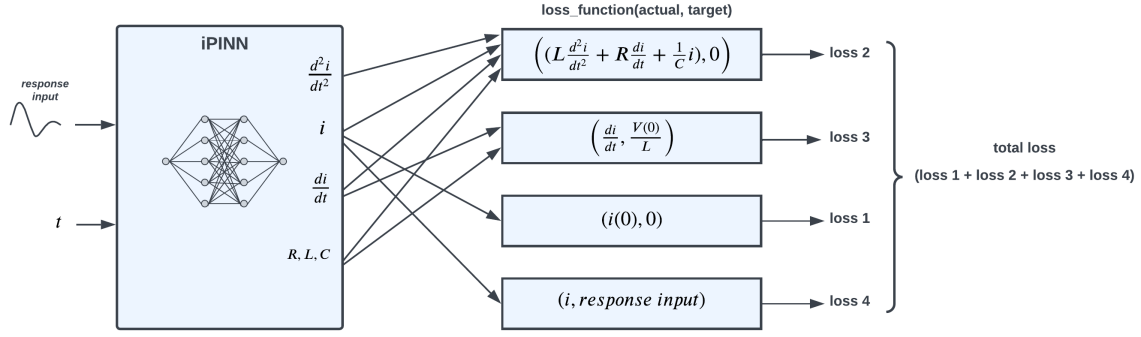 loss_function(actual, target)
iPINN
response
input
t
d²i
dt²
i
di
dt
R, L, C
((L d²i/dt² + R di/dt + 1/C i), 0)
loss 2
(di/dt, V(0)/L)
loss 3
(i(0), 0)
loss 1
(i, response input)
loss 4
total loss
(loss 1 + loss 2 + loss 3 + loss 4)